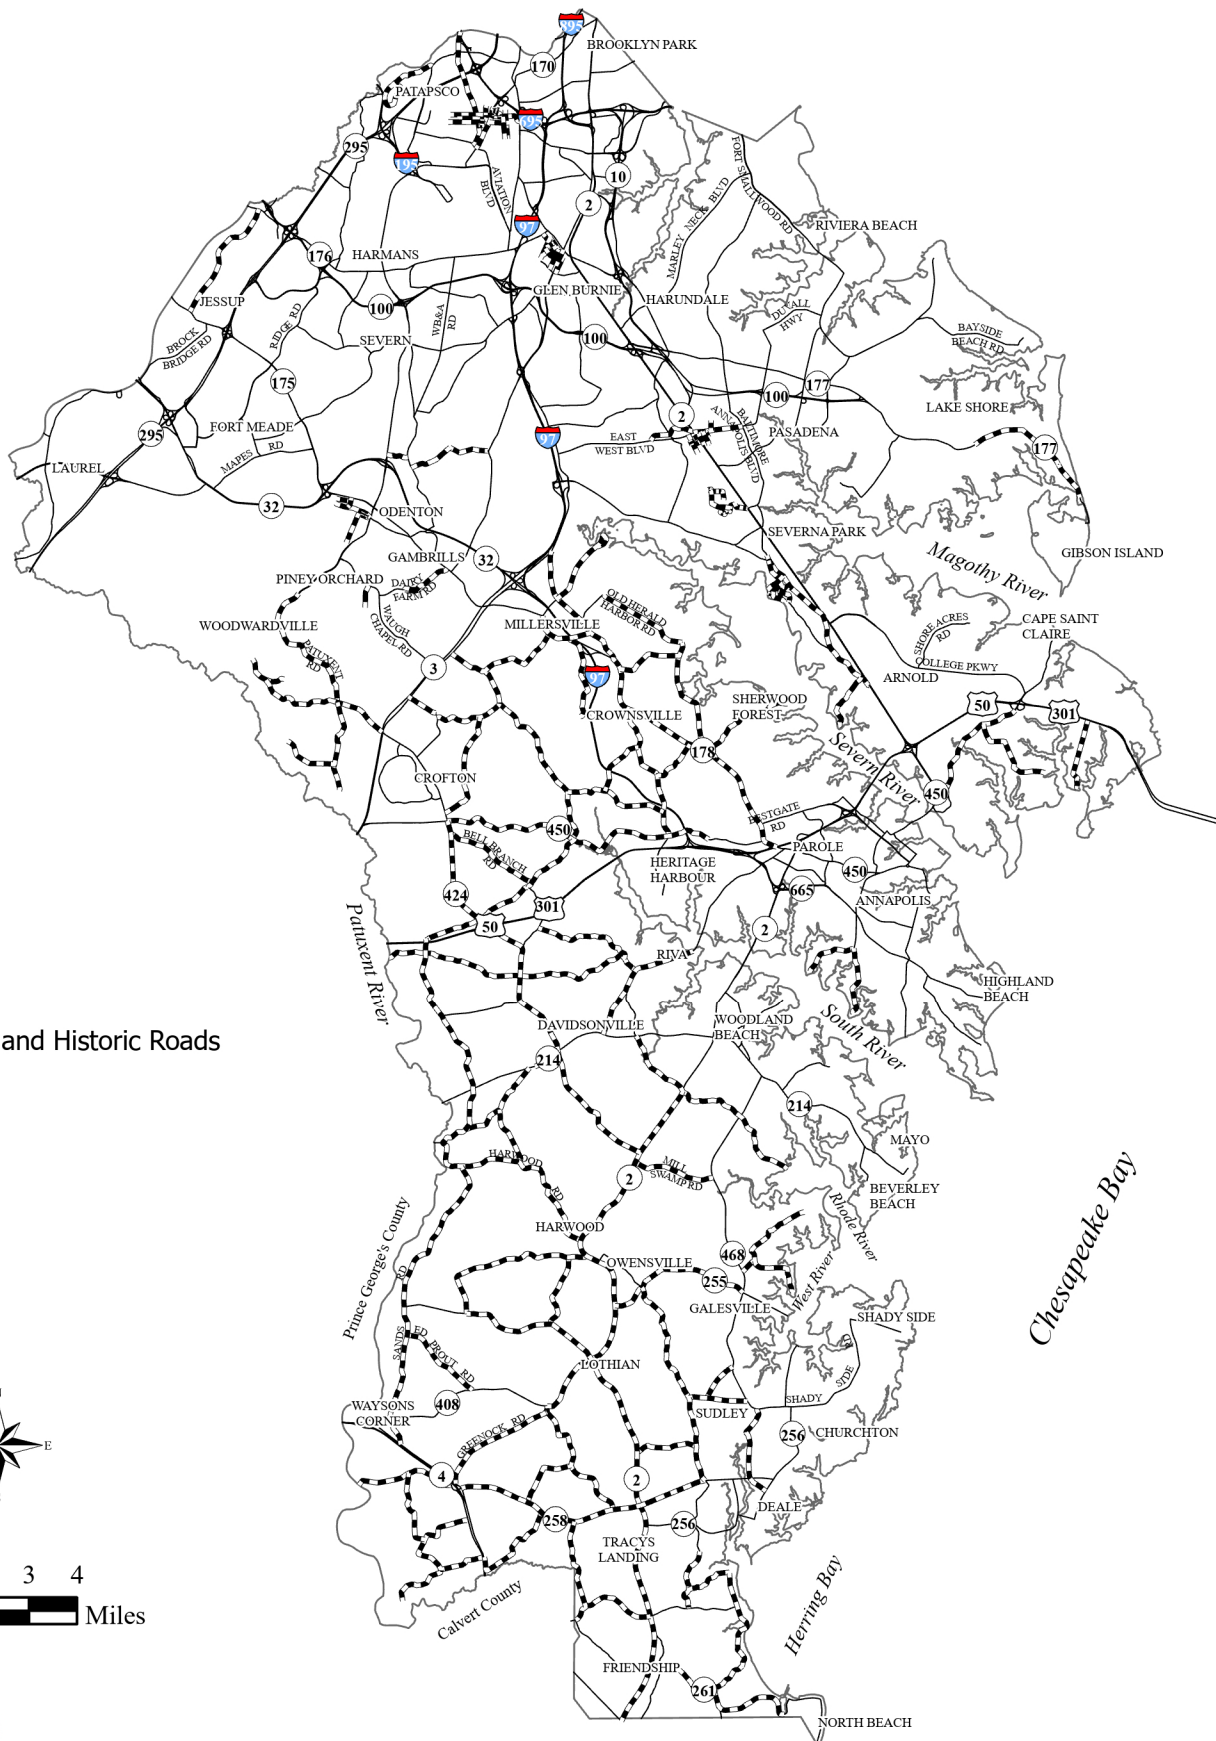 895
BROOKLYN PARK
170
PATAPSCO
695
295
195
10
AVIATION
BLVD
2
FORT SMALLWOOD RD
MARLEY NECK BLVD
97
RIVIERA BEACH
176
HARMANS
GLEN BURNIE
HARUNDALE
JESSUP
100
WB&A
RD
RIDGE RD
DUVALL
HWY
BROCK
BRIDGE RD
SEVERN
100
BAYSIDE
BEACH RD
175
177
100
LAKE SHORE
2
FORT MEADE
MAPES RD
295
97
EAST
WEST BLVD
BALTIMORE
ANNAPOLIS BLVD
PASADENA
177
LAUREL
32
ODENTON
SEVERNA PARK
GAMBRILLS
32
Magothy River
GIBSON ISLAND
PINEY ORCHARD
DAIRY
FARM RD
OLD HERALD
HARBOR RD
WOODWARDVILLE
WAUGH
CHAPEL RD
MILLERSVILLE
SHORE ACRES
RD
CAPE SAINT
CLAIRE
PATUXENT
RD
3
97
COLLEGE PKWY
ARNOLD
SHERWOOD
FOREST
50
301
CROWNSVILLE
178
Severn River
CROFTON
450
BESTGATE
RD
450
BELL BRANCH
RD
PAROLE
HERITAGE
HARBOUR
450
424
665
ANNAPOLIS
301
50
2
Patuxent River
RIVA
HIGHLAND
BEACH
DAVIDSONVILLE
WOODLAND
BEACH
South River
and Historic Roads
214
214
MAYO
HARWOOD
RD
MILL
SWAMP RD
2
BEVERLEY
BEACH
Rhode River
Chesapeake Bay
Prince George's County
HARWOOD
468
OWENSVILLE
255
West River
GALESVILLE
SHADY SIDE
SANDS
RD
ED PROUT RD
LOTHIAN
SHADY
SIDE
RD
408
WAYSONS
CORNER
SUDLEY
GREENOCK RD
256
CHURCHTON
E
4
2
DEALE
258
256
TRACYS
LANDING
3 4
Miles
Calvert County
Herring Bay
FRIENDSHIP
261
NORTH BEACH